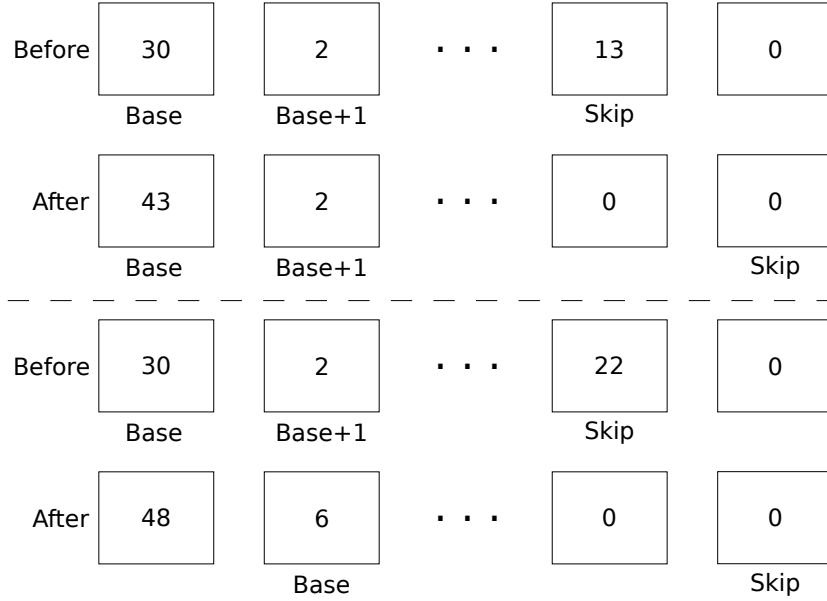 Before 30 2 · · · 13 0
Base Base+1 Skip
After 43 2 · · · 0 0
Base Base+1 Skip
Before 30 2 · · · 22 0
Base Base+1 Skip
After 48 6 · · · 0 0
Base Skip